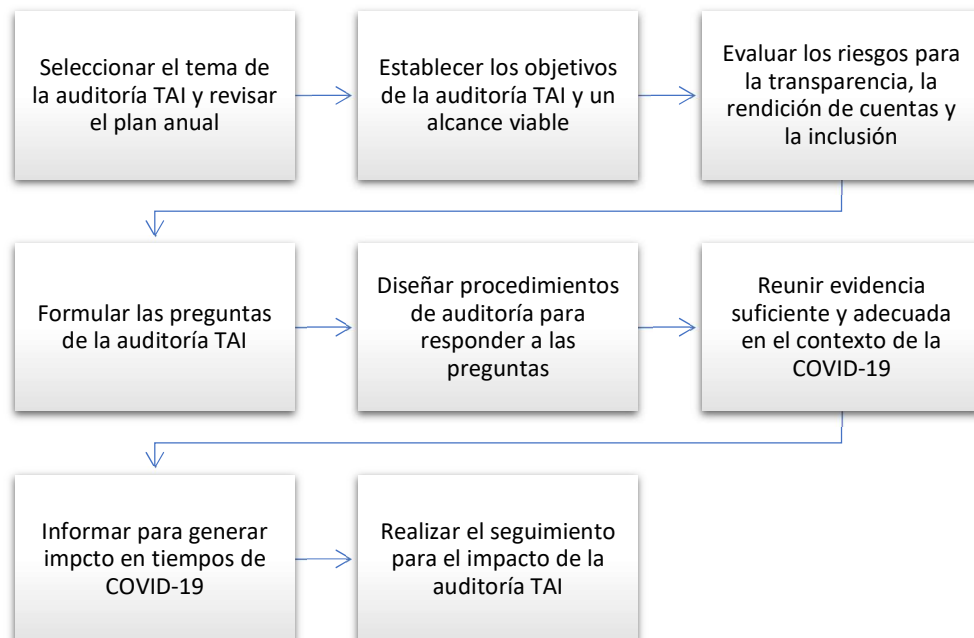 Seleccionar el tema de
la auditoría TAI y revisar
el plan anual
Establecer los objetivos
de la auditoría TAI y un
alcance viable
Evaluar los riesgos para
la transparencia, la
rendición de cuentas y
la inclusión
Formular las preguntas
de la auditoría TAI
Diseñar procedimientos
de auditoría para
responder a las
preguntas
Reunir evidencia
suficiente y adecuada
en el contexto de la
COVID-19
Informar para generar
impcto en tiempos de
COVID-19
Realizar el seguimiento
para el impacto de la
auditoría TAI